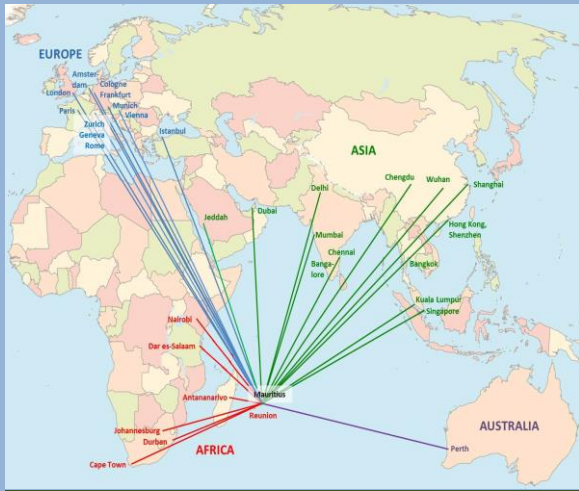 EUROPE
Amster
dam
Cologne
Frankfurt
London
Munich
Paris
Vienna
Zurich
Istanbul
Geneva
Rome
ASIA
Chengdu
Wuhan
Shanghai
Delhi
Jeddah
Dubai
Hong Kong,
Shenzhen
Mumbai
Chennai
Banga-
lore
Bangkok
Kuala Lumpur
Singapore
Nairobi
Dar es-Salaam
Mauritius
Antananarivo
Reunion
Johannesburg
Durban
AFRICA
Cape Town
AUSTRALIA
Perth